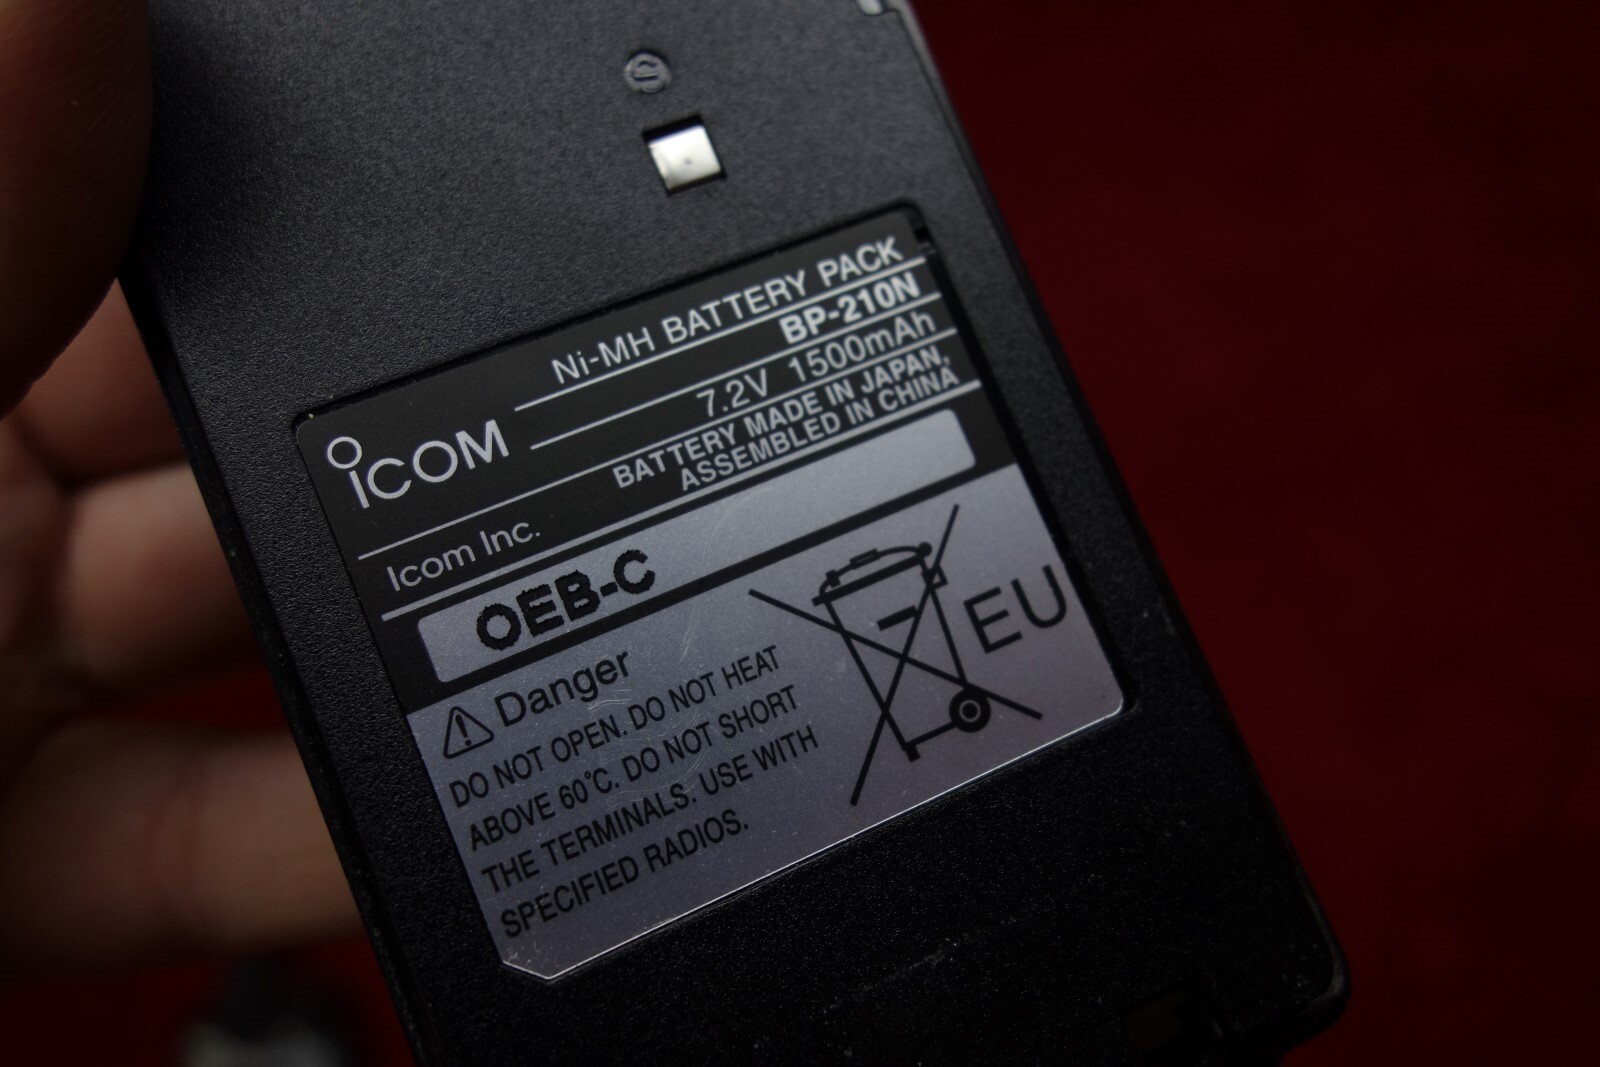 S
Ni-MH BATTERY PACK
BP-210N
7.2V 1500mAh
BATTERY MADE IN JAPAN,
ASSEMBLED IN CHINA
ICOM
Icom Inc.
OEB-C
Danger
DO NOT OPEN. DO NOT HEAT
ABOVE 60℃. DO NOT SHORT
THE TERMINALS. USE WITH
SPECIFIED RADIOS.
EU